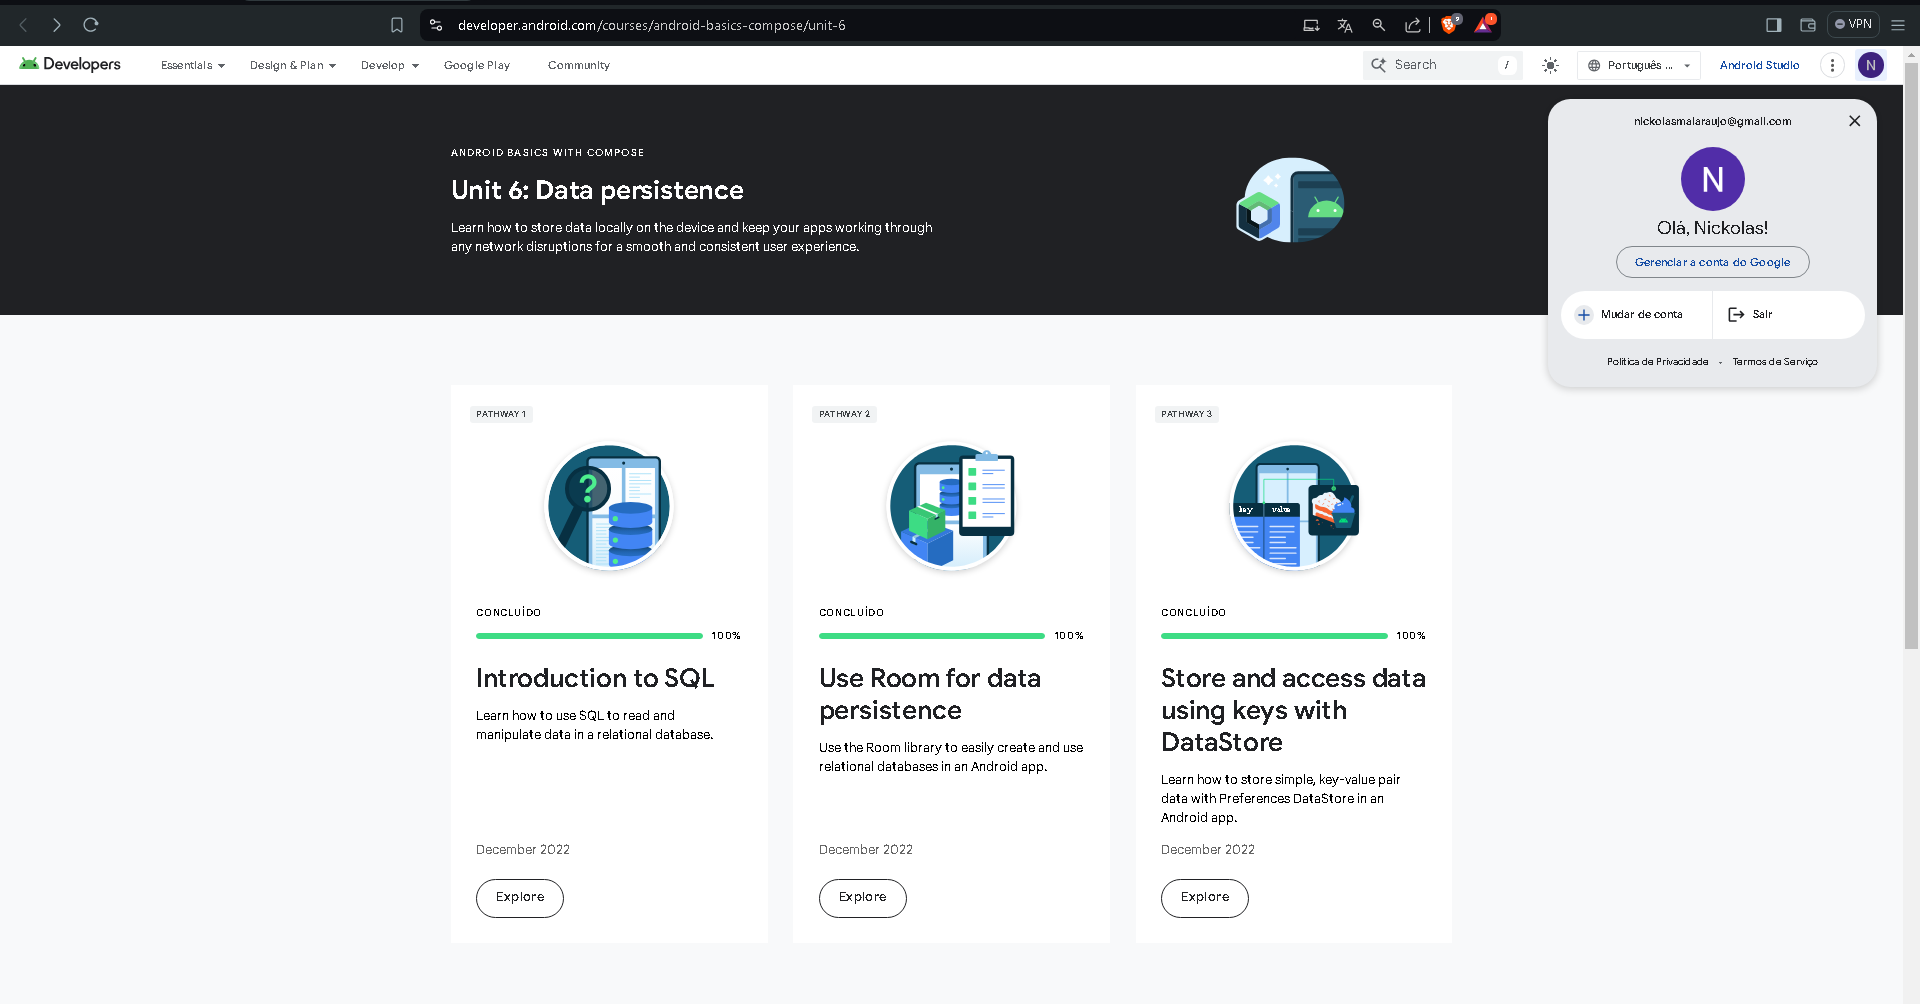 developer.android.com/courses/android-basics-compose/unit-6
VPN
Developers
Essentials
Design & Plan
Develop
Google Play
Community
Search
/
Português ...
Android Studio
N
nickolasmaiaraujo@gmail.com
N
Olá, Nickolas!
Gerenciar a conta do Google
Mudar de conta
Sair
Política de Privacidade
Termos de Serviço
ANDROID BASICS WITH COMPOSE
Unit 6: Data persistence
Learn how to store data locally on the device and keep your apps working through
any network disruptions for a smooth and consistent user experience.
PATHWAY 1
?
CONCLUÍDO
100%
Introduction to SQL
Learn how to use SQL to read and
manipulate data in a relational database.
December 2022
Explore
PATHWAY 2
CONCLUÍDO
100%
Use Room for data
persistence
Use the Room library to easily create and use
relational databases in an Android app.
December 2022
Explore
PATHWAY 3
key value
CONCLUÍDO
100%
Store and access data
using keys with
DataStore
Learn how to store simple, key-value pair
data with Preferences DataStore in an
Android app.
December 2022
Explore